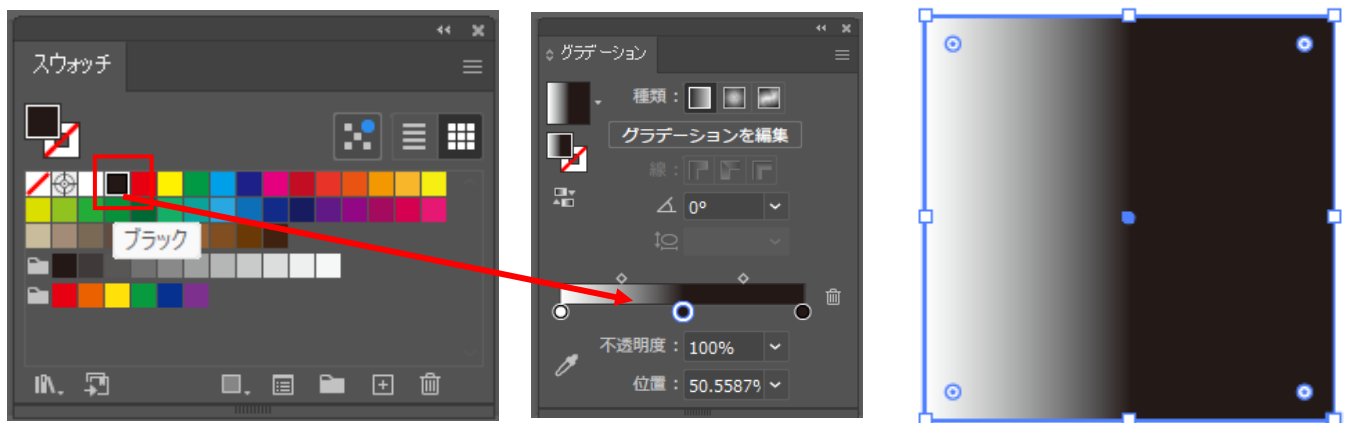 スウォッチ
ブラック
グラデーション
種類：
グラデーションを編集
線：
0°
不透明度： 100%
位置： 50.5587%